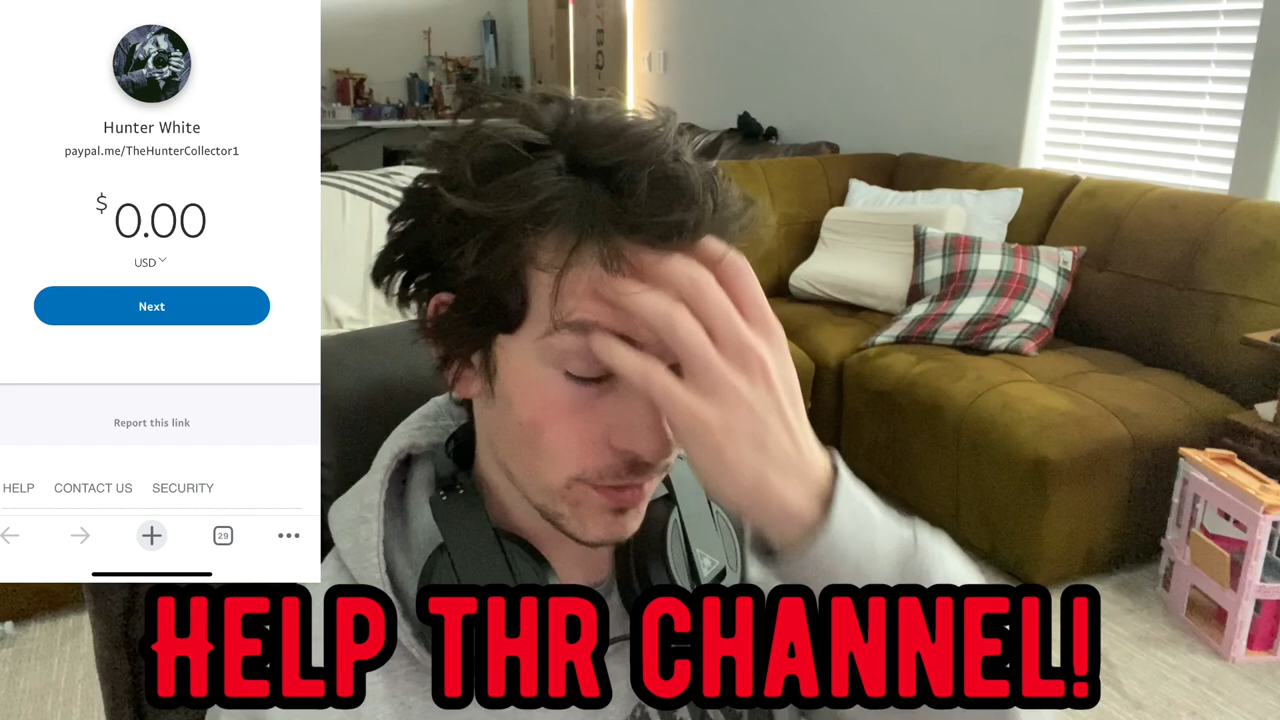 Hunter White
paypal.me/TheHunterCollector1
$ 0.00
USD
Next
Report this link
HELP CONTACT US SECURITY
29
HELP THR CHANNEL!